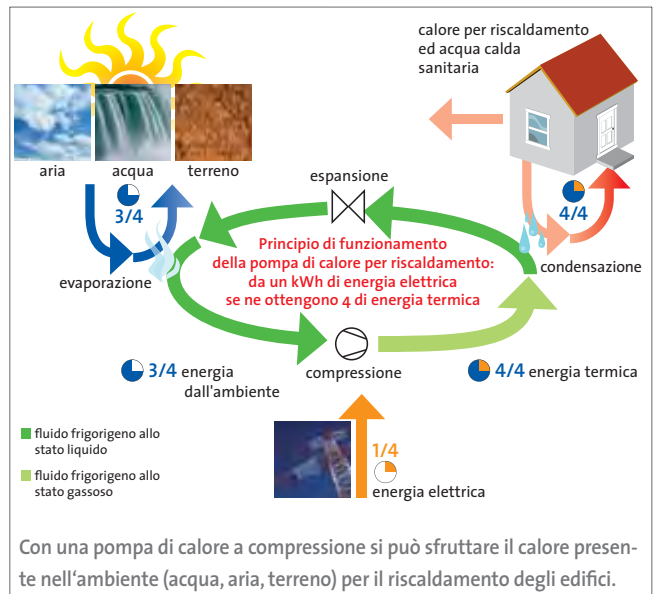 calore per riscaldamento
ed acqua calda
sanitaria
aria
acqua
terreno
3/4
espansione
4/4
Principio di funzionamento
della pompa di calore per riscaldamento:
da un kWh di energia elettrica
se ne ottengono 4 di energia termica
evaporazione
condensazione
3/4 energia
dall'ambiente
compressione
4/4 energia termica
fluido frigorigeno allo
stato liquido
fluido frigorigeno allo
stato gassoso
1/4
energia elettrica
Con una pompa di calore a compressione si può sfruttare il calore presen-
te nell‘ambiente (acqua, aria, terreno) per il riscaldamento degli edifici.